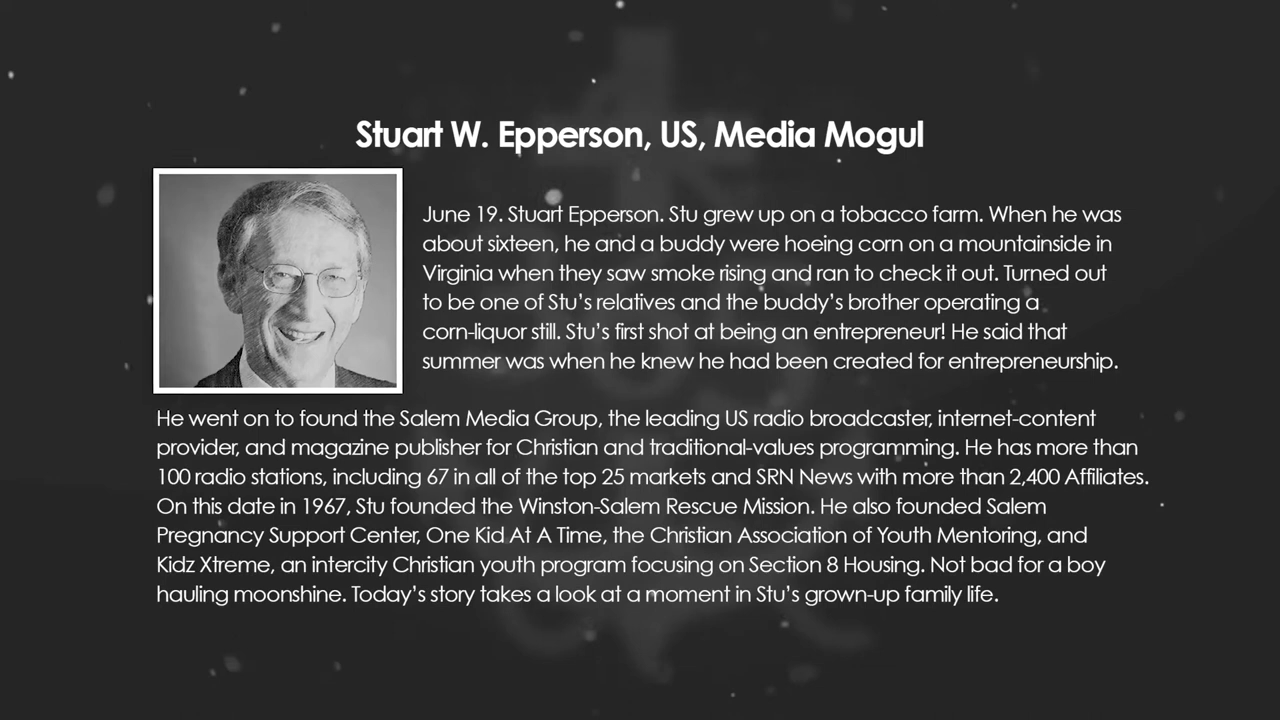 Stuart W. Epperson, US, Media Mogul
June 19. Stuart Epperson. Stu grew up on a tobacco farm. When he was
about sixteen, he and a buddy were hoeing corn on a mountainside in
Virginia when they saw smoke rising and ran to check it out. Turned out
to be one of Stu's relatives and the buddy's brother operating a
corn-liquor still. Stu's first shot at being an entrepreneur! He said that
summer was when he knew he had been created for entrepreneurship.
He went on to found the Salem Media Group, the leading US radio broadcaster, internet-content
provider, and magazine publisher for Christian and traditional-values programming. He has more than
100 radio stations, including 67 in all of the top 25 markets and SRN News with more than 2,400 Affiliates.
On this date in 1967, Stu founded the Winston-Salem Rescue Mission. He also founded Salem
Pregnancy Support Center, One Kid At A Time, the Christian Association of Youth Mentoring, and
Kidz Xtreme, an intercity Christian youth program focusing on Section 8 Housing. Not bad for a boy
hauling moonshine. Today's story takes a look at a moment in Stu's grown-up family life.